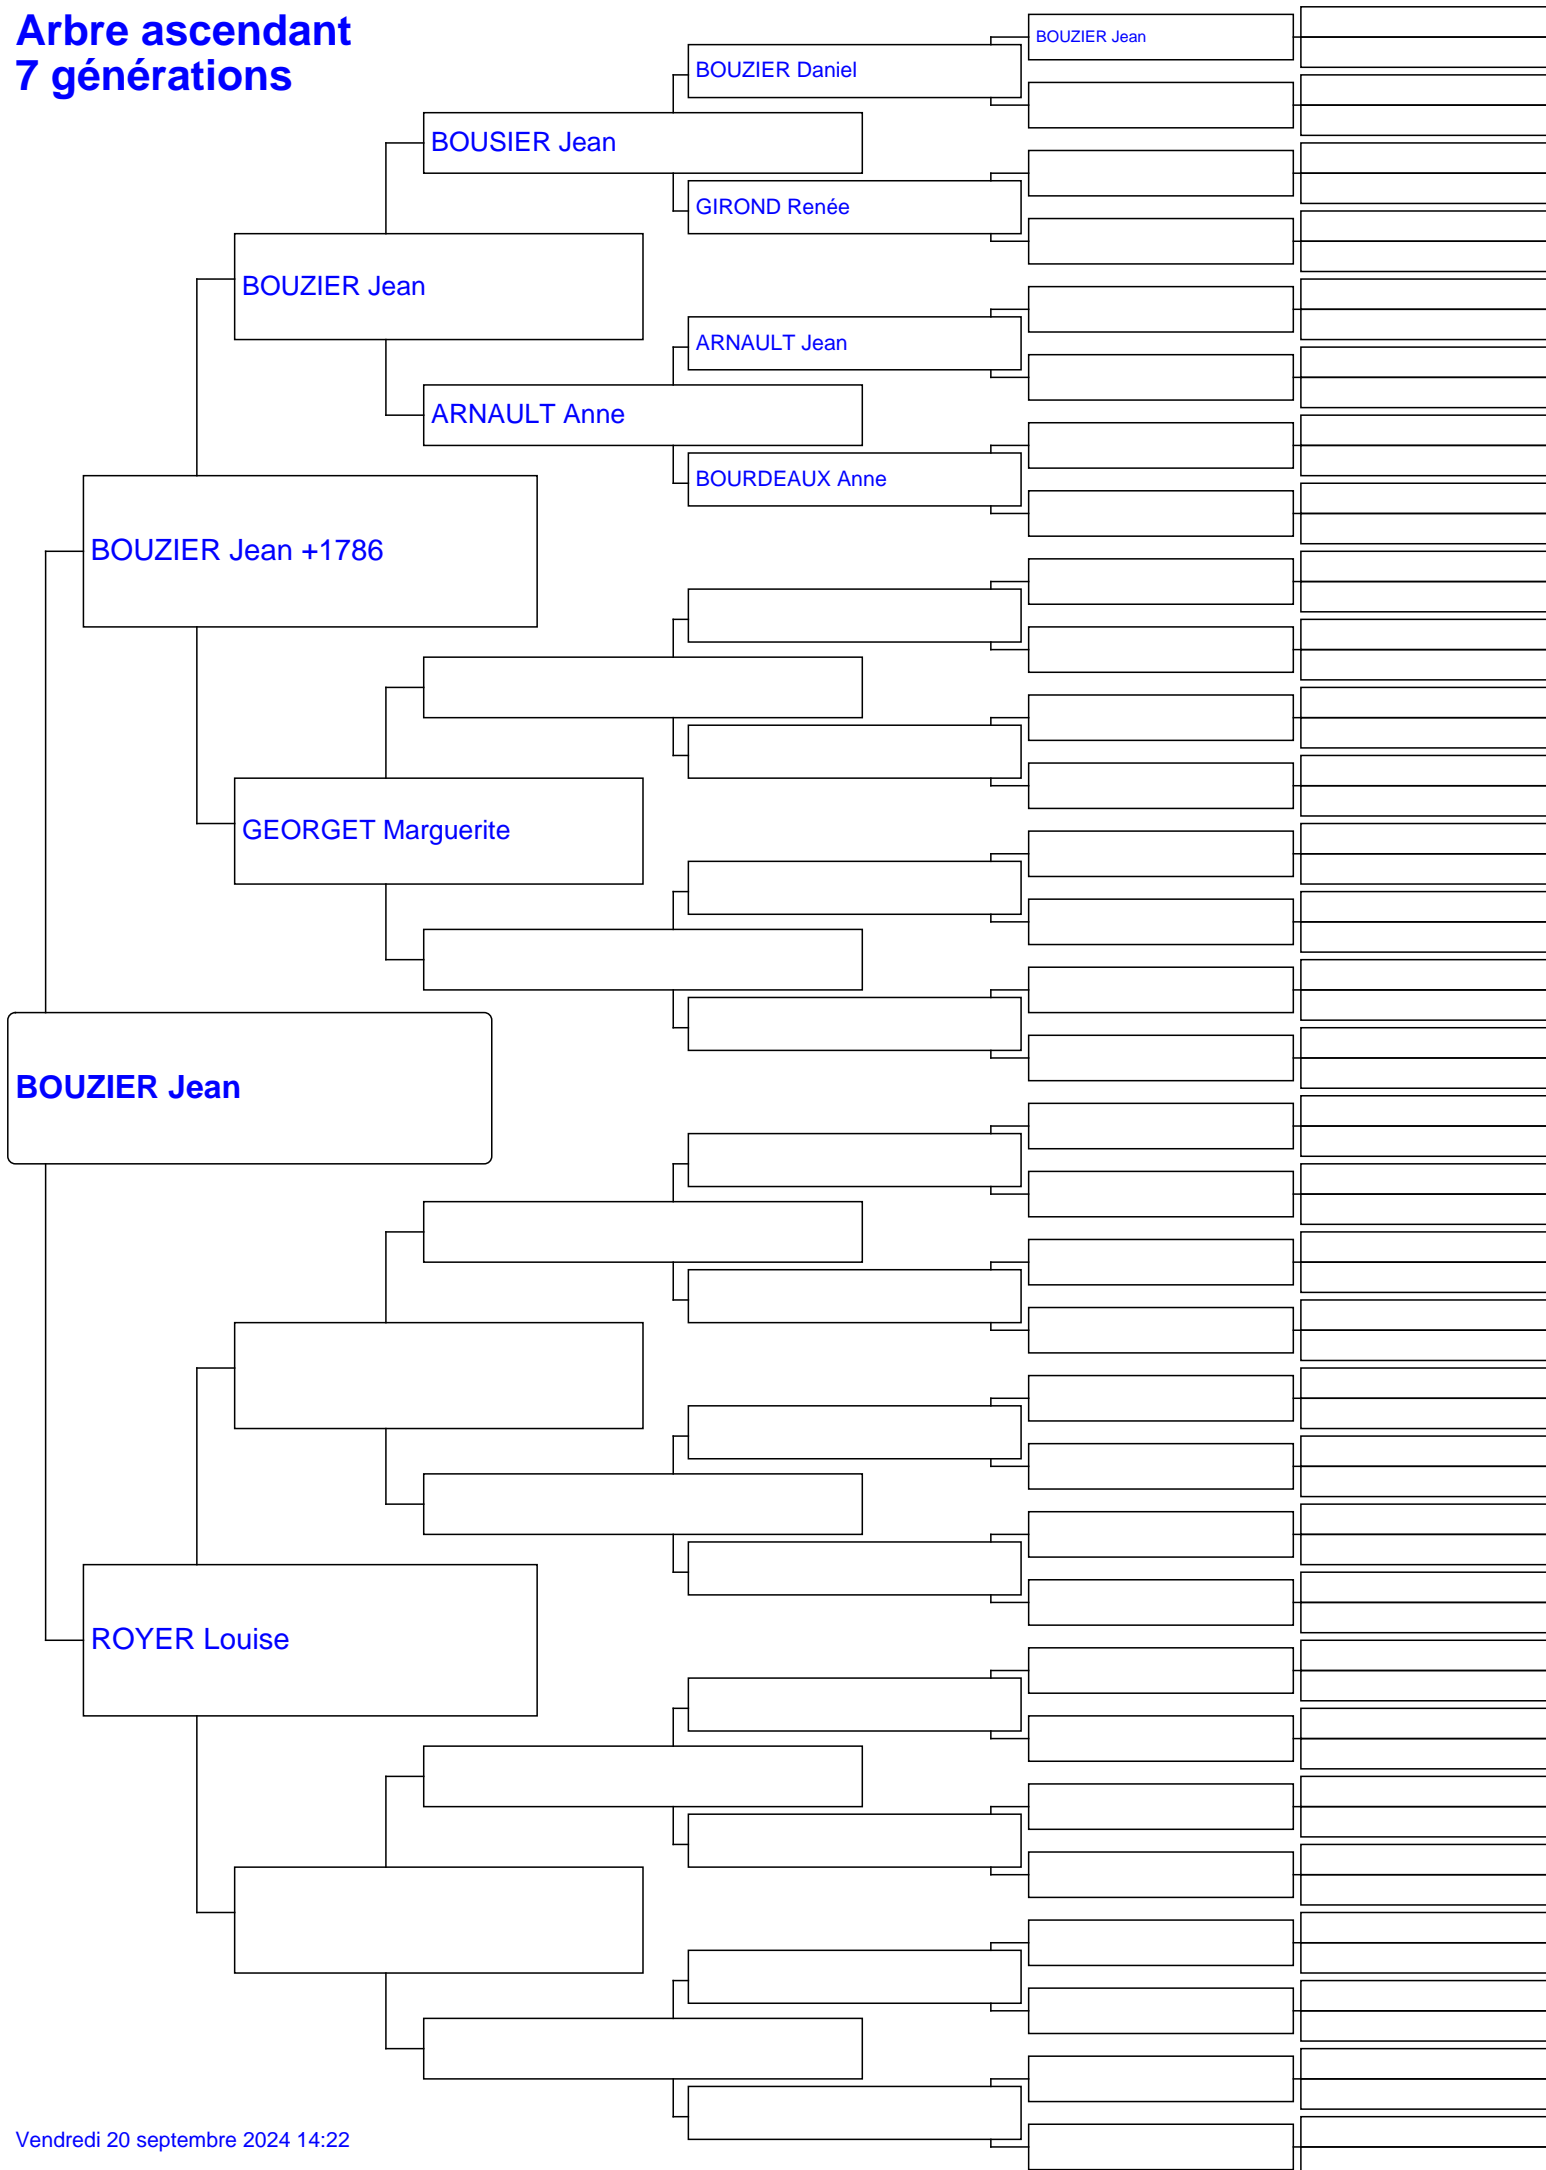 Arbre ascendant
7 générations
BOUZIER Jean
BOUZIER Daniel
BOUSIER Jean
GIROND Renée
BOUZIER Jean
ARNAULT Jean
ARNAULT Anne
BOURDEAUX Anne
BOUZIER Jean +1786
GEORGET Marguerite
BOUZIER Jean
ROYER Louise
Vendredi 20 septembre 2024 14:22